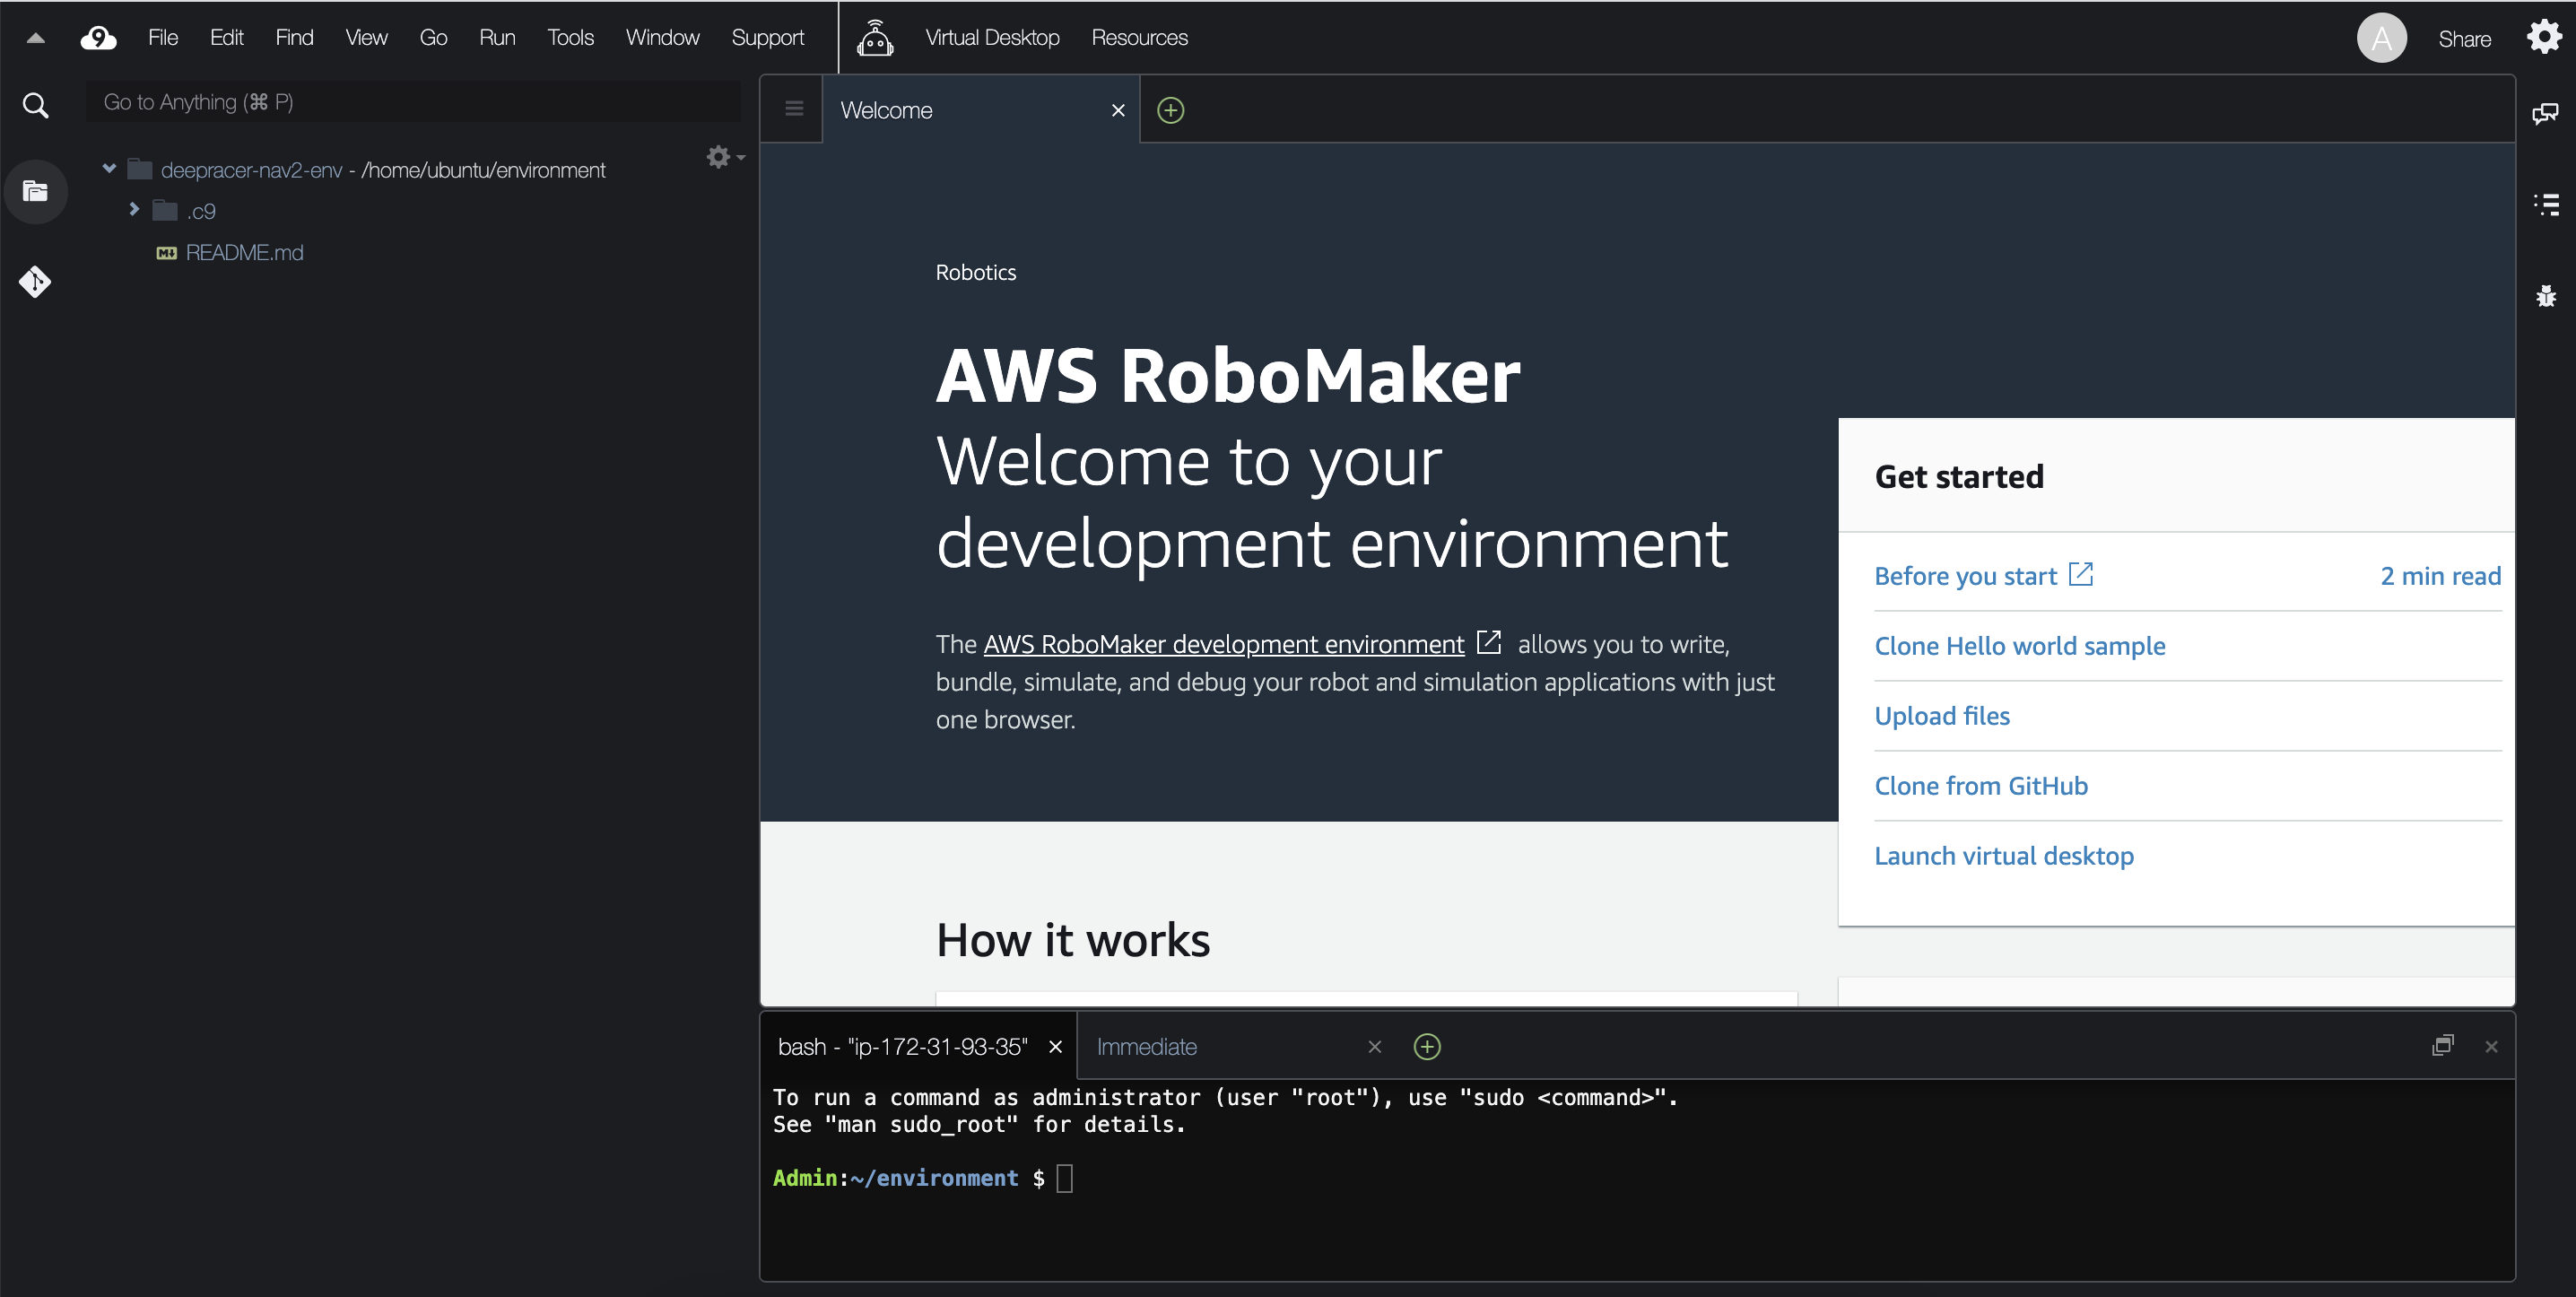 File Edit Find View Go Run Tools Window Support Virtual Desktop Resources A Share
Go to Anything (⌘ P)
deepracer-nav2-env - /home/ubuntu/environment
.c9
README.md
Welcome
Robotics
AWS RoboMaker
Welcome to your
development environment
The AWS RoboMaker development environment allows you to write,
bundle, simulate, and debug your robot and simulation applications with just
one browser.
Get started
Before you start 2 min read
Clone Hello world sample
Upload files
Clone from GitHub
Launch virtual desktop
How it works
bash - "ip-172-31-93-35" Immediate
To run a command as administrator (user "root"), use "sudo <command>".
See "man sudo_root" for details.
Admin:~/environment $